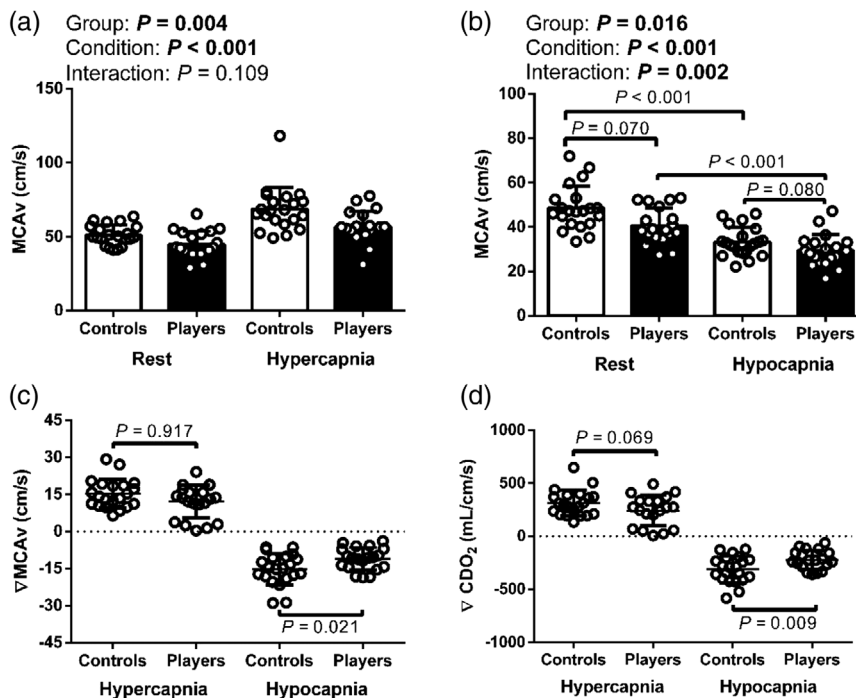 (a)
Group: P = 0.004
Condition: P < 0.001
Interaction: P = 0.109
MCAv (cm/s)
150
100
50
0
Controls Players Controls Players
Rest Hypercapnia
(b)
Group: P = 0.016
Condition: P < 0.001
Interaction: P = 0.002
P < 0.001
P = 0.070
P < 0.001
P = 0.080
MCAv (cm/s)
100
80
60
40
20
0
Controls Players Controls Players
Rest Hypocapnia
(c)
P = 0.917
∇MCAv (cm/s)
45
30
15
0
-15
-30
-45
P = 0.021
Controls Players Controls Players
Hypercapnia Hypocapnia
(d)
P = 0.069
∇ CDO₂ (mL/cm/s)
1000
500
0
-500
-1000
P = 0.009
Controls Players Controls Players
Hypercapnia Hypocapnia